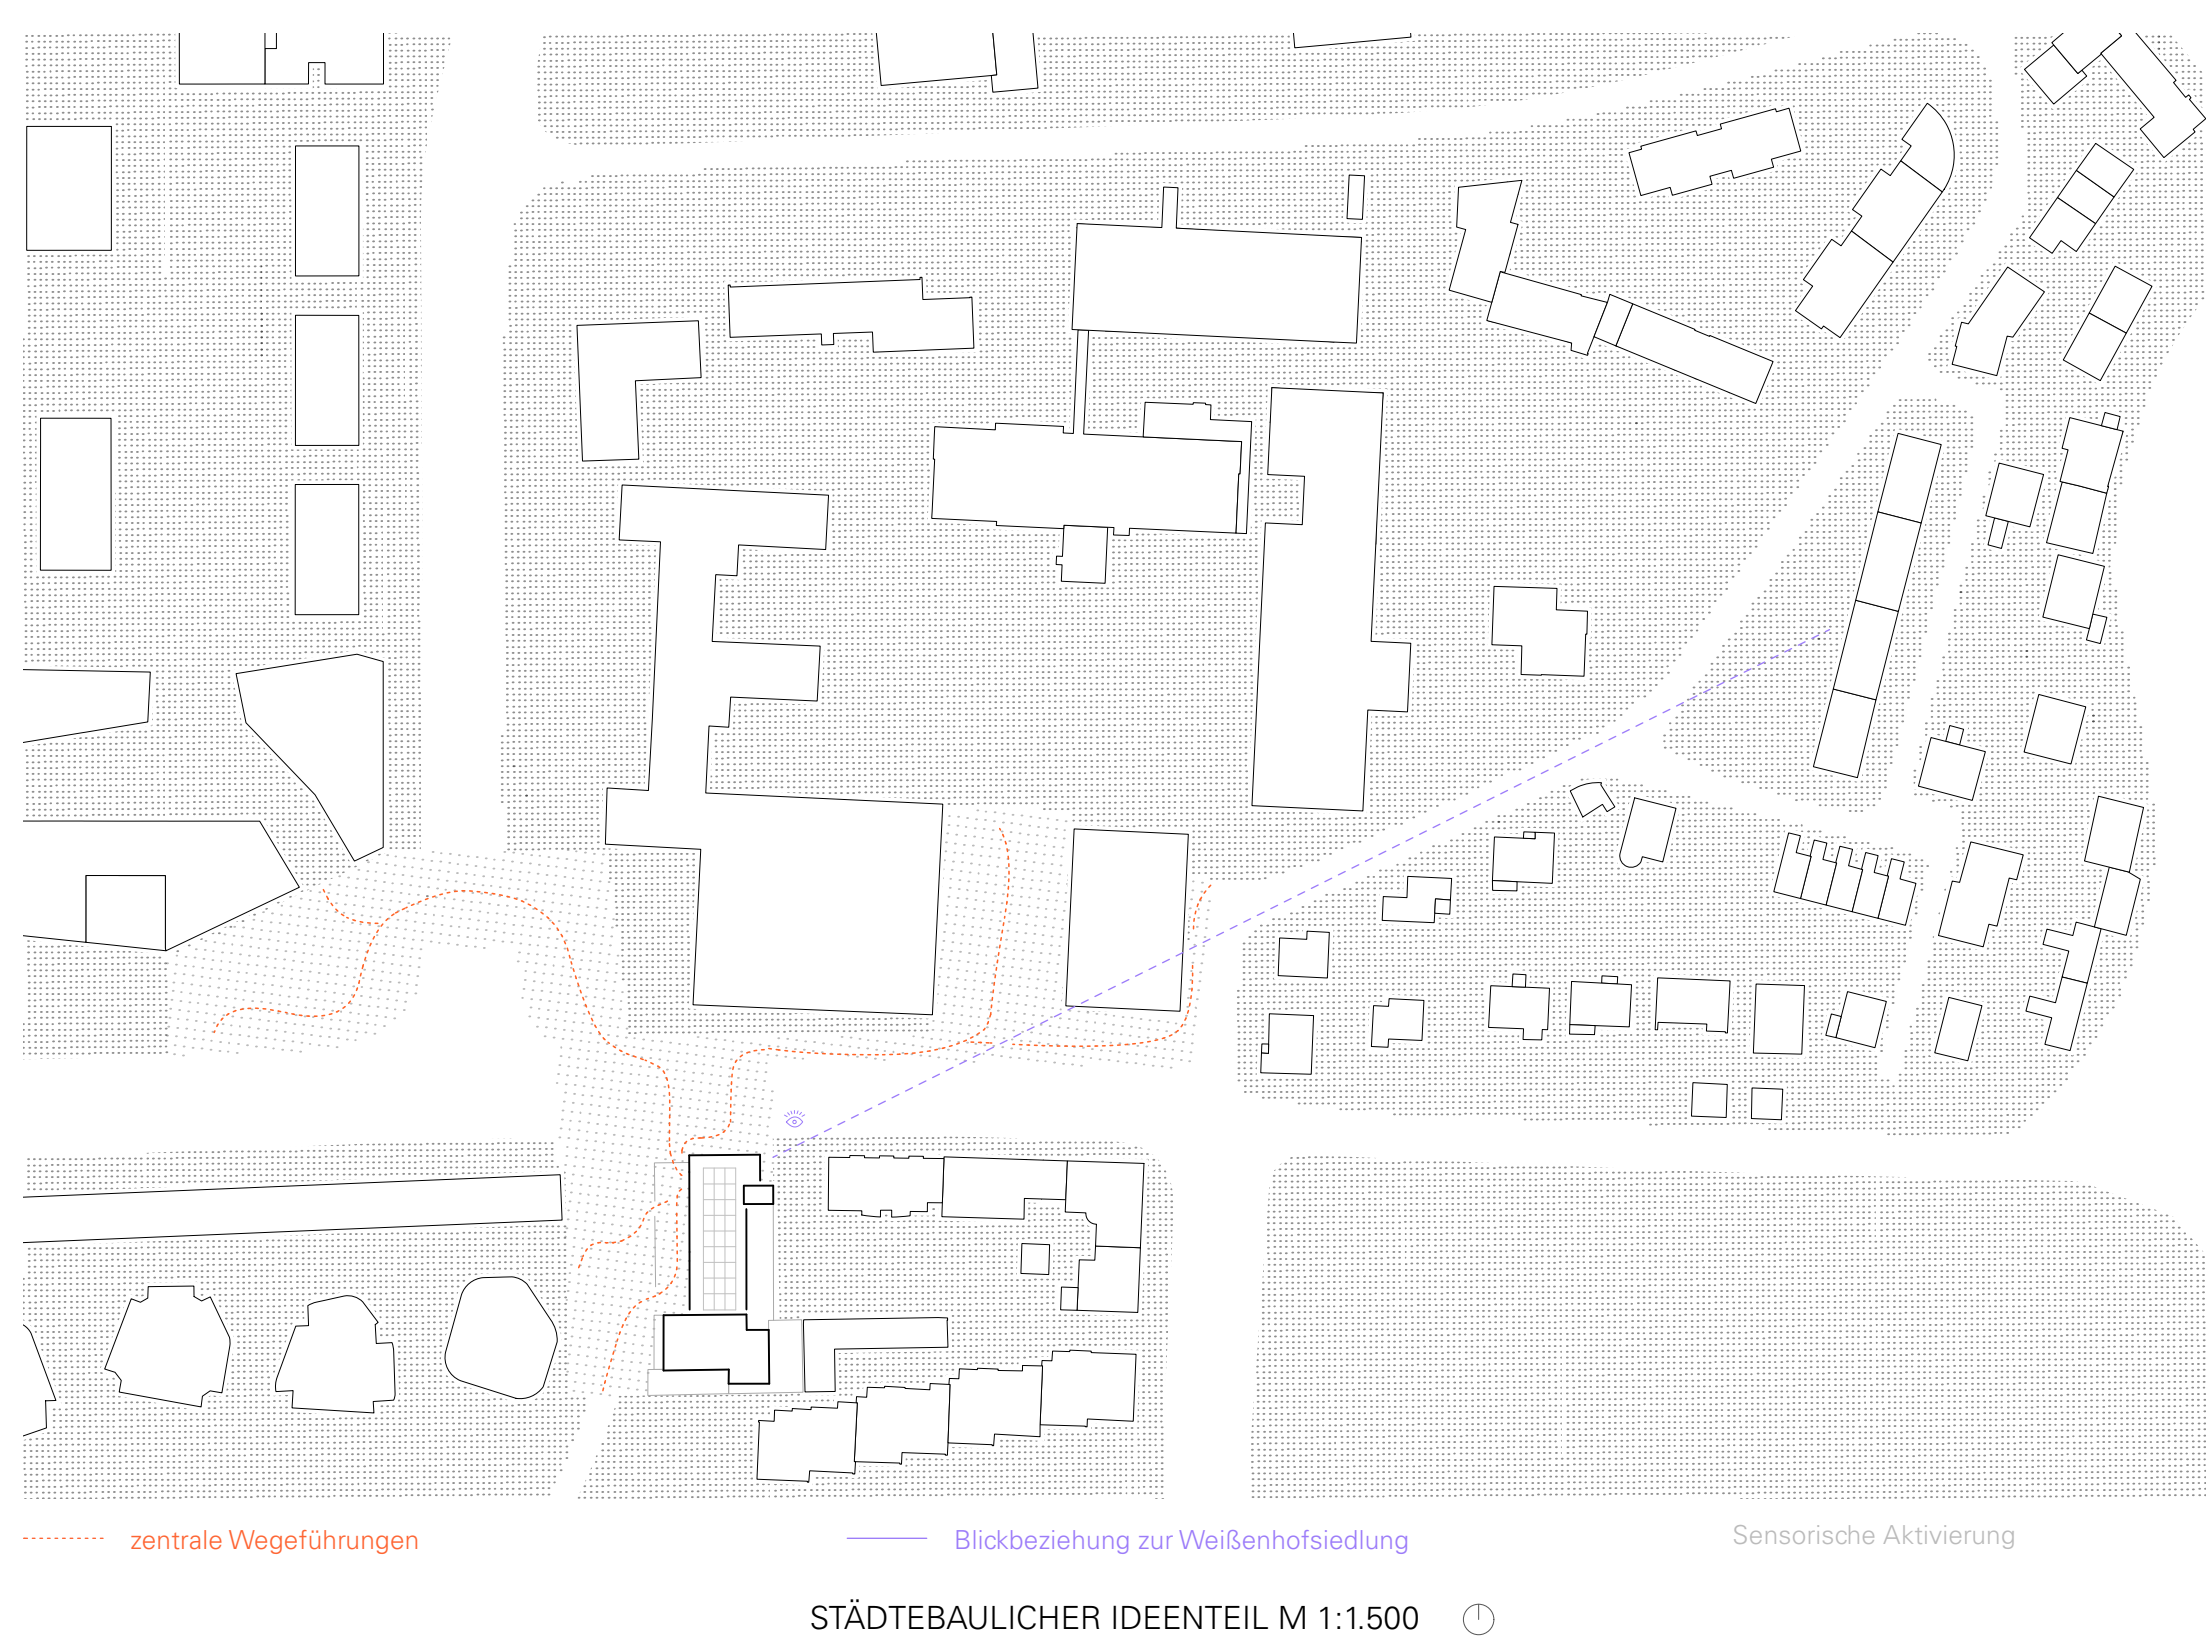 zentrale Wegeführungen
Blickbeziehung zur Weißenhofsiedlung
Sensorische Aktivierung
STÄDTEBAULICHER IDEENTEIL M 1:1.500